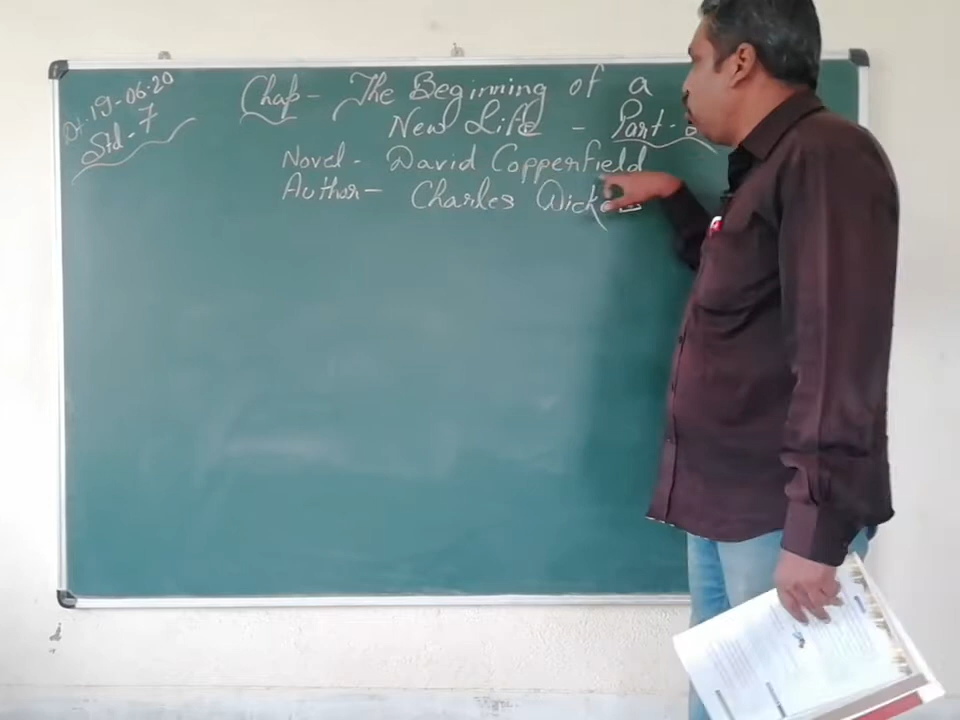 Dt. 19-06-20
Std - 7
Chap - The Beginning of a
New Life - Part -
Novel - David Copperfield
Author - Charles